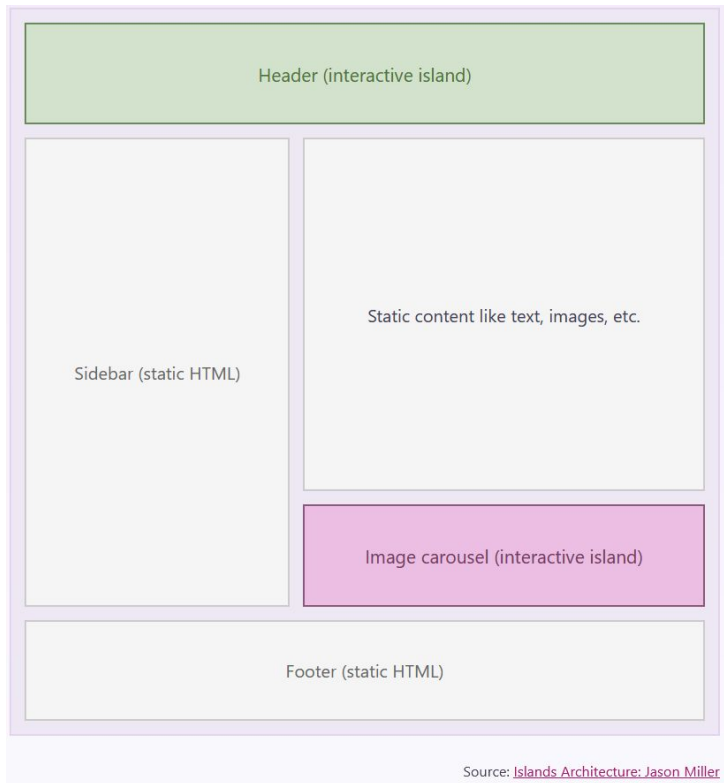 Header (interactive island)
Sidebar (static HTML)
Static content like text, images, etc.
Image carousel (interactive island)
Footer (static HTML)
Source: Islands Architecture: Jason Miller